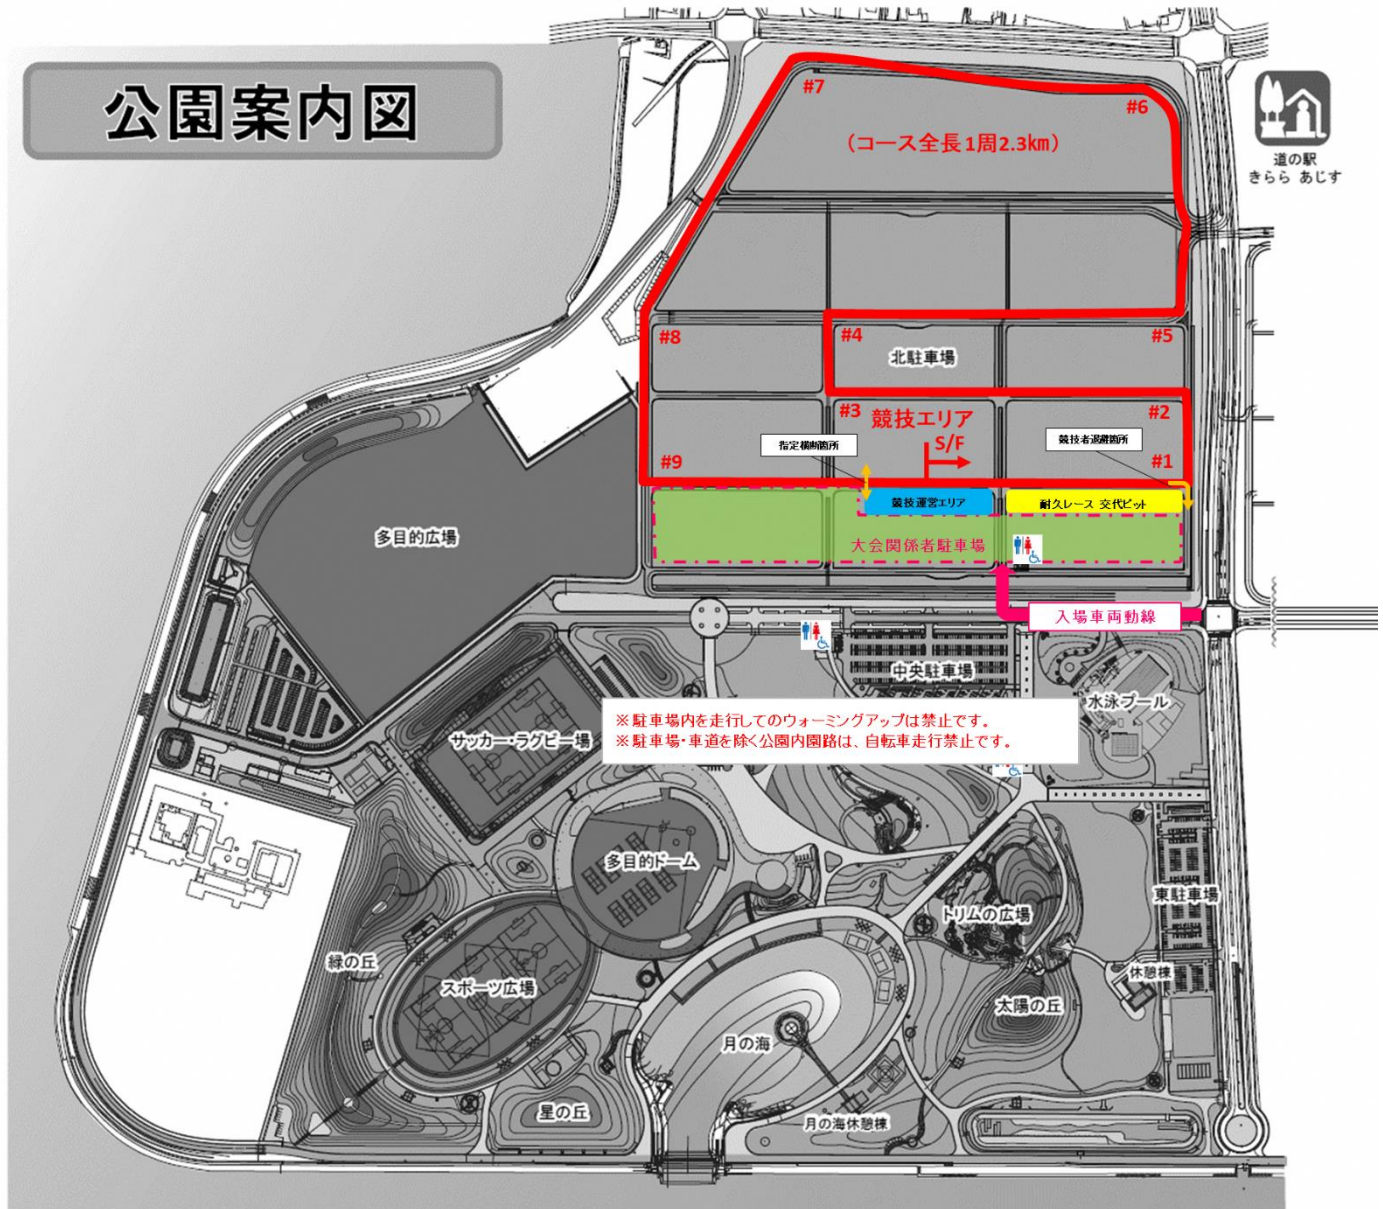 公園案内図
道の駅
きらら あじす
#7
#6
(コース全長1周2.3km)
#8
#4
#5
北駐車場
#3
競技エリア
#2
指定横断箇所
S/F
競技者退避箇所
#9
#1
競技運営エリア
耐久レース 交代ピット
大会関係者駐車場
多目的広場
入場車両動線
中央駐車場
水泳プール
※駐車場内を走行してのウォーミングアップは禁止です。
※駐車場・車道を除く公園内園路は、自転車走行禁止です。
サッカー・ラグビー場
多目的ドーム
トリムの広場
東駐車場
緑の丘
休憩棟
スポーツ広場
太陽の丘
月の海
星の丘
月の海休憩棟